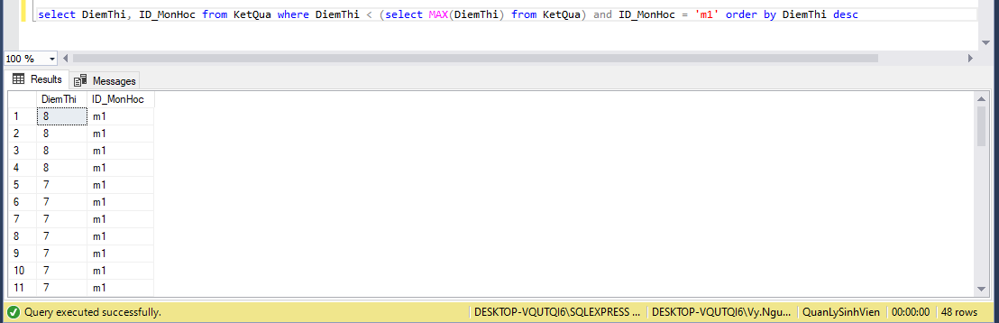 select DiemThi, ID_MonHoc from KetQua where DiemThi < (select MAX(DiemThi) from KetQua) and ID_MonHoc = 'm1' order by DiemThi desc
100 %
Results Messages
DiemThi ID_MonHoc
1 8 m1
2 8 m1
3 8 m1
4 8 m1
5 7 m1
6 7 m1
7 7 m1
8 7 m1
9 7 m1
10 7 m1
11 7 m1
Query executed successfully. DESKTOP-VQUTQI6\SQLEXPRESS ... DESKTOP-VQUTQI6\Vy.Ngu... QuanLySinhVien 00:00:00 48 rows